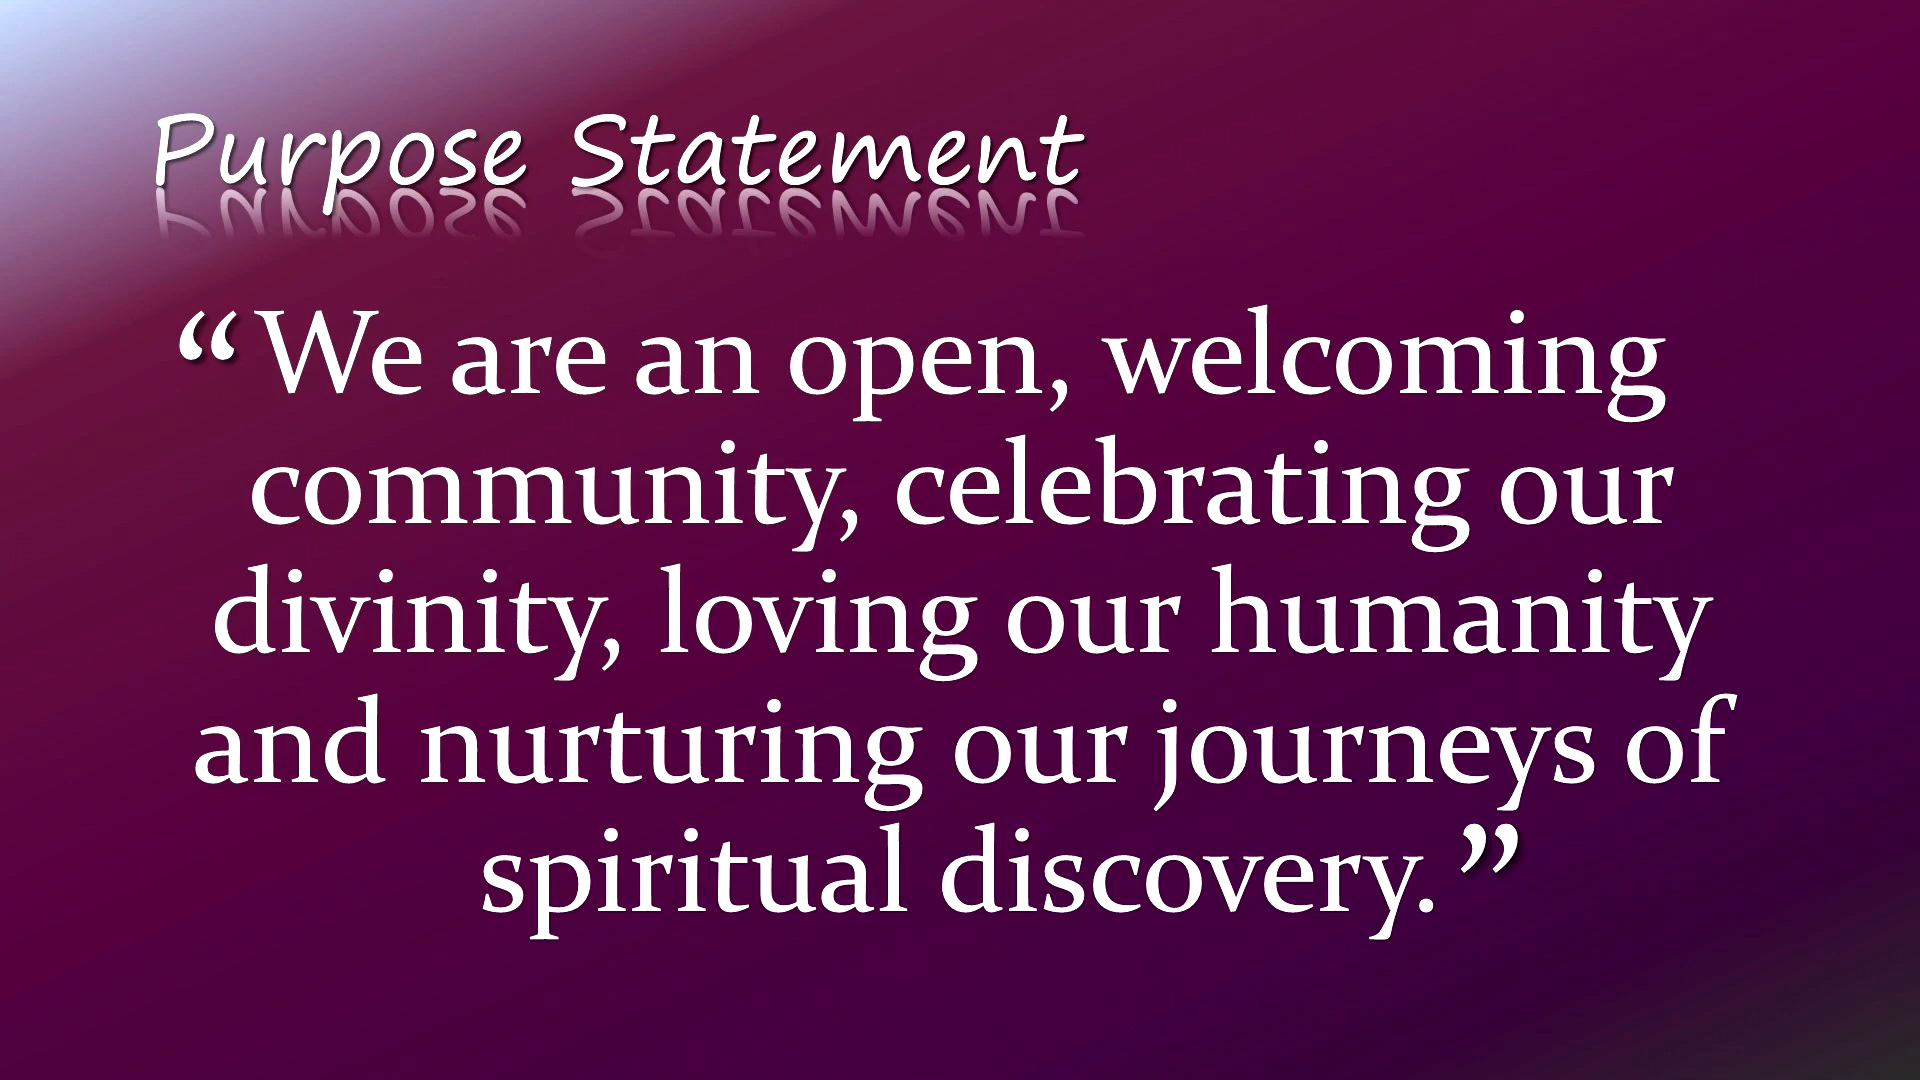 Purpose Statement
“We are an open, welcoming
community, celebrating our
divinity, loving our humanity
and nurturing our journeys of
spiritual discovery.”